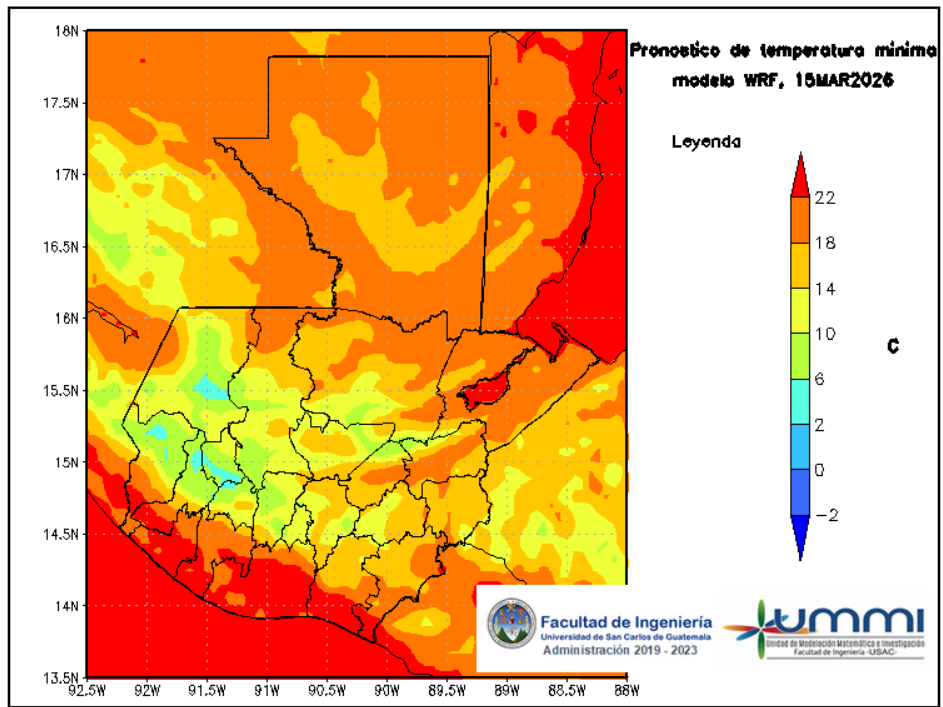 Pronostico de temperatura minima
modelo WRF, 15MAR2026
Leyenda
22
18
14
10
6
2
0
-2
C
18N
17.5N
17N
16.5N
16N
15.5N
15N
14.5N
14N
13.5N
92.5W
92W
91.5W
91W
90.5W
90W
89.5W
89W
88.5W
88W
Facultad de Ingeniería
Universidad de San Carlos de Guatemala
Administración 2019 - 2023
UMMI
Unidad de Modelación Matemática e Investigación
Facultad de Ingeniería -USAC-